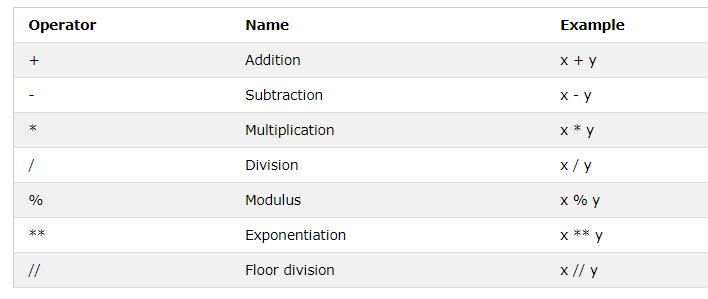 Operator Name Example
+ Addition x + y
- Subtraction x - y
* Multiplication x * y
/ Division x / y
% Modulus x % y
** Exponentiation x ** y
// Floor division x // y